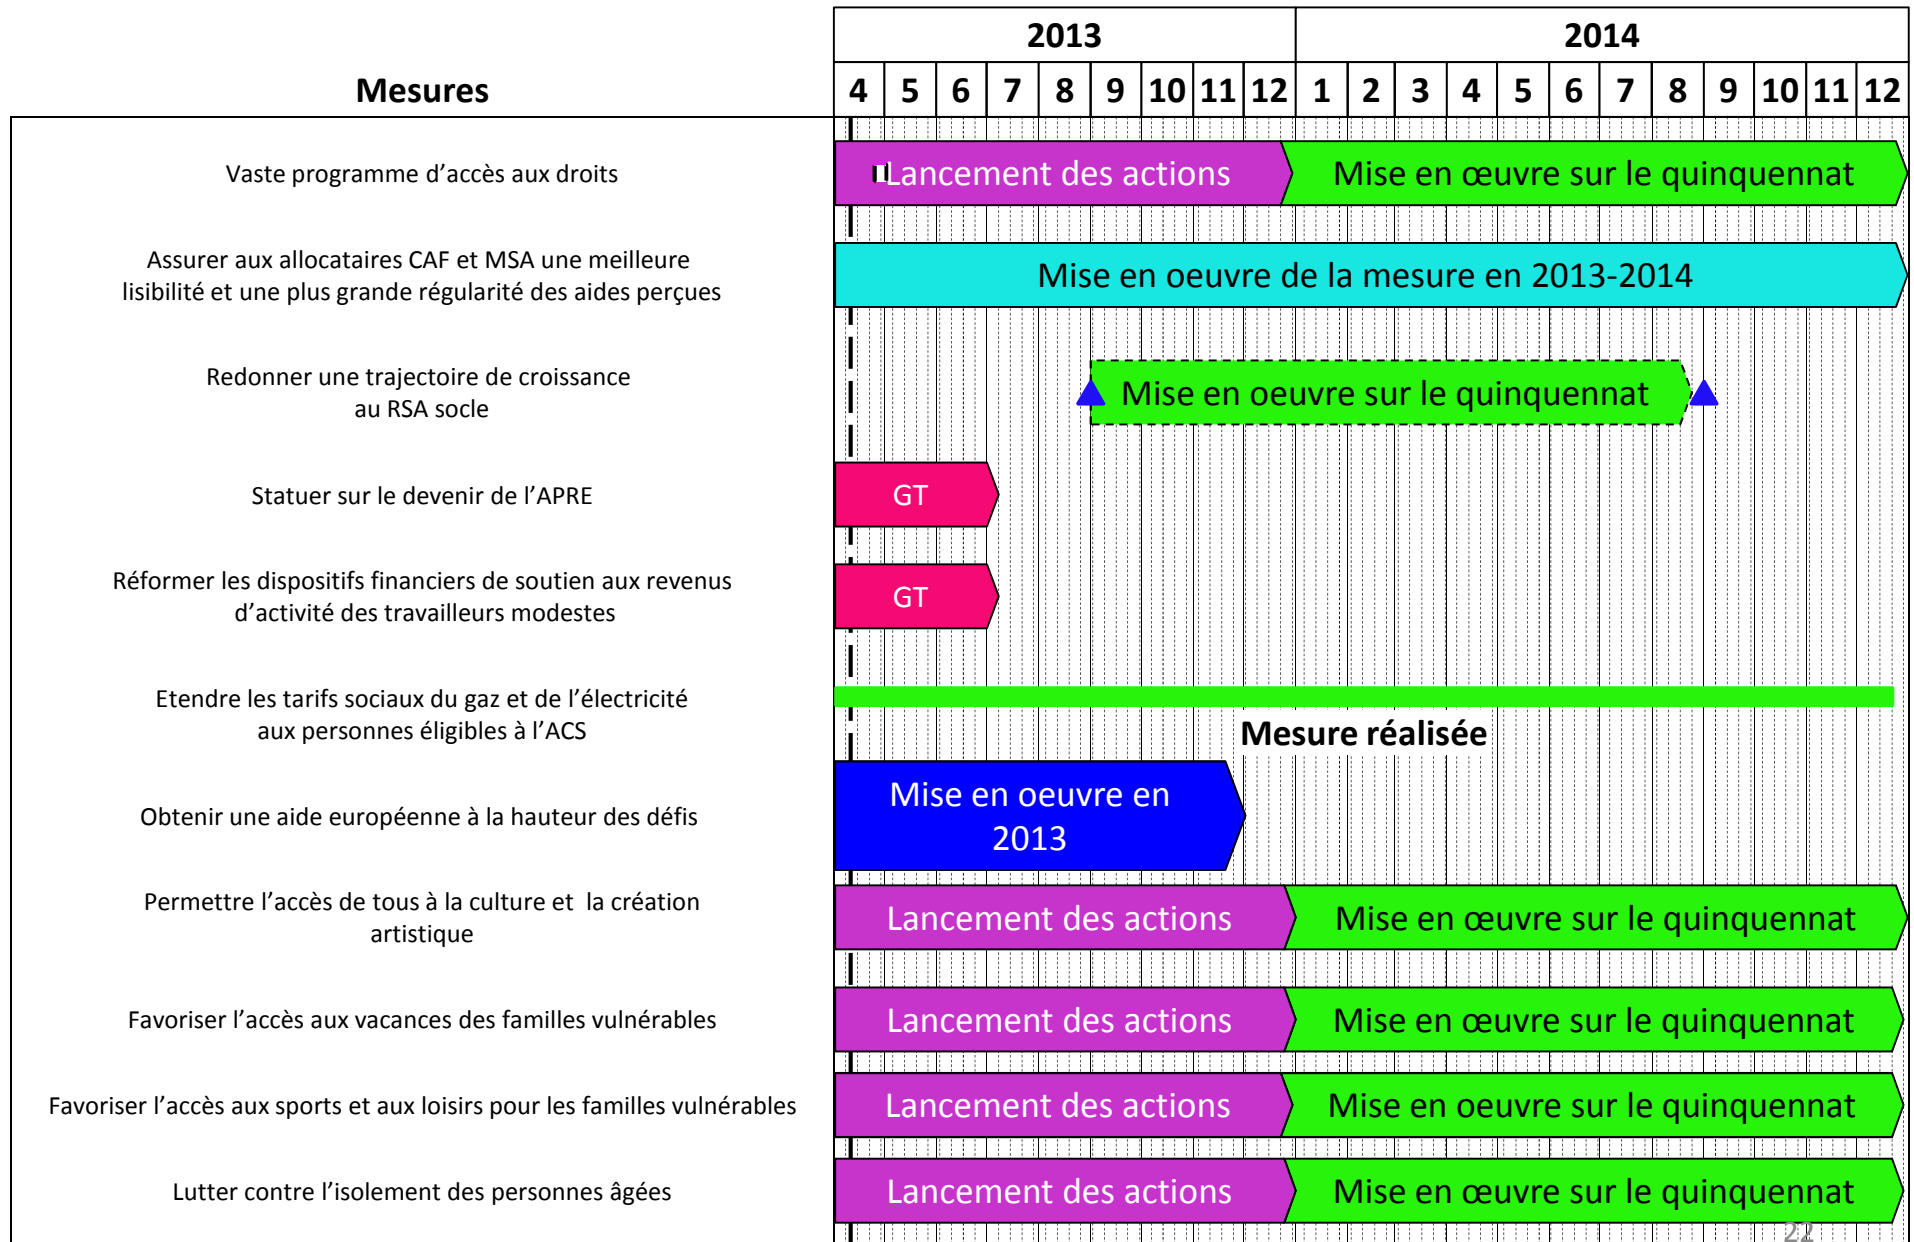 2013 2014
Mesures 4 5 6 7 8 9 10 11 12 1 2 3 4 5 6 7 8 9 10 11 12
Vaste programme d’accès aux droits
Lancement des actions Mise en œuvre sur le quinquennat
Assurer aux allocataires CAF et MSA une meilleure
lisibilité et une plus grande régularité des aides perçues
Mise en oeuvre de la mesure en 2013-2014
Redonner une trajectoire de croissance
au RSA socle
Mise en oeuvre sur le quinquennat
Statuer sur le devenir de l’APRE
GT
Réformer les dispositifs financiers de soutien aux revenus
d’activité des travailleurs modestes
GT
Etendre les tarifs sociaux du gaz et de l’électricité
aux personnes éligibles à l’ACS
Mesure réalisée
Obtenir une aide européenne à la hauteur des défis
Mise en oeuvre en
2013
Permettre l’accès de tous à la culture et la création
artistique
Lancement des actions Mise en œuvre sur le quinquennat
Favoriser l’accès aux vacances des familles vulnérables
Lancement des actions Mise en œuvre sur le quinquennat
Favoriser l’accès aux sports et aux loisirs pour les familles vulnérables
Lancement des actions Mise en oeuvre sur le quinquennat
Lutter contre l’isolement des personnes âgées
Lancement des actions Mise en œuvre sur le quinquennat
22